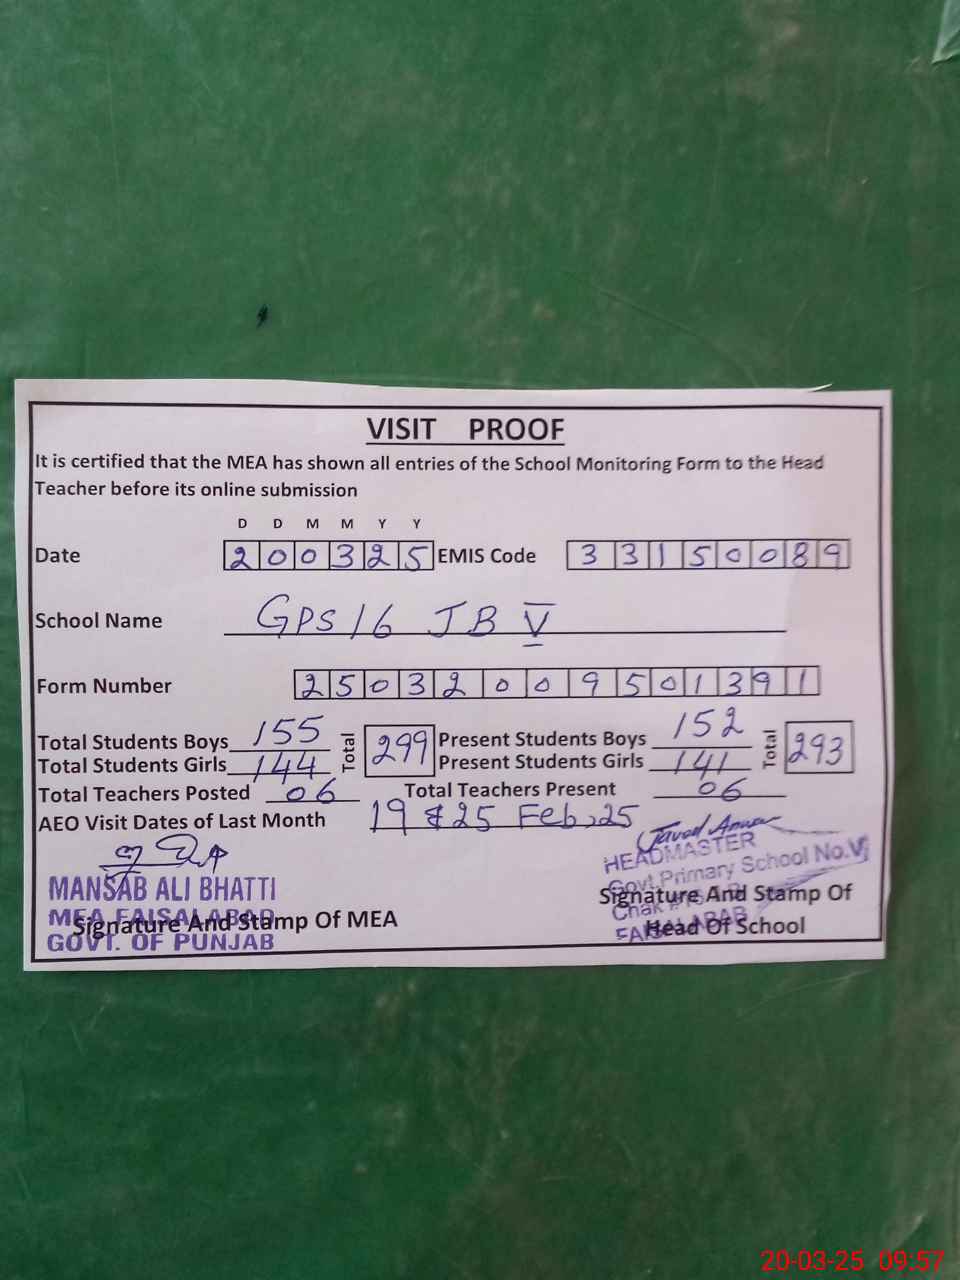 VISIT PROOF
It is certified that the MEA has shown all entries of the School Monitoring Form to the Head
Teacher before its online submission
D D M M Y Y
Date 200325 EMIS Code 33150089
School Name GPS 16 JB V
Form Number 25032009501391
Total Students Boys 155 Total 299 Present Students Boys 152 Total 293
Total Students Girls 144 Present Students Girls 141
Total Teachers Posted 06 Total Teachers Present 06
AEO Visit Dates of Last Month 19 & 25 Feb, 25
Javed Anwar
HEADMASTER
MANSAB ALI BHATTI Govt. Primary School No.V
MEA FAISALABAD Chak #
GOVT. OF PUNJAB FAISALABAD
Signature And Stamp Of MEA Signature And Stamp Of
Head Of School
20-03-25 09:57